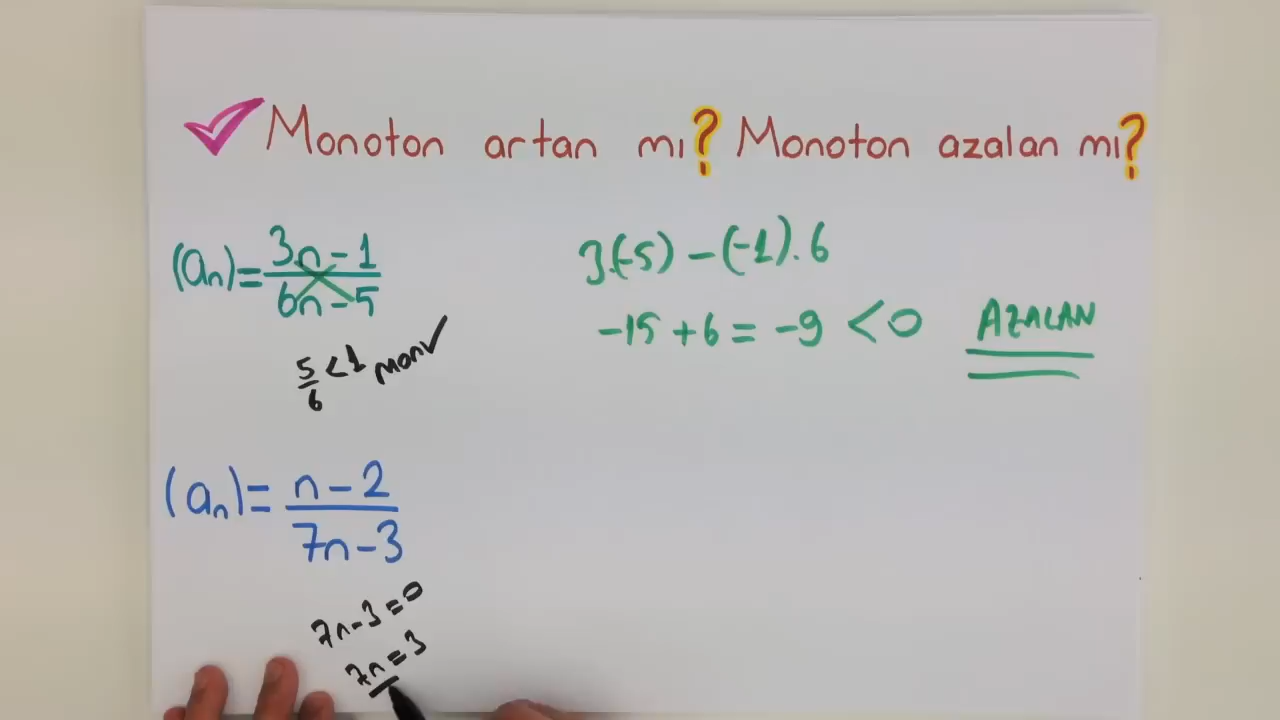 ✓ Monoton artan mı? Monoton azalan mı?
(an) = 3n-1 / 6n-5
3.(-5) - (-1).6
-15 + 6 = -9 < 0 AZALAN
5/6 < 1 mon✓
(an) = n-2 / 7n-3
7n-3=0
7n=3